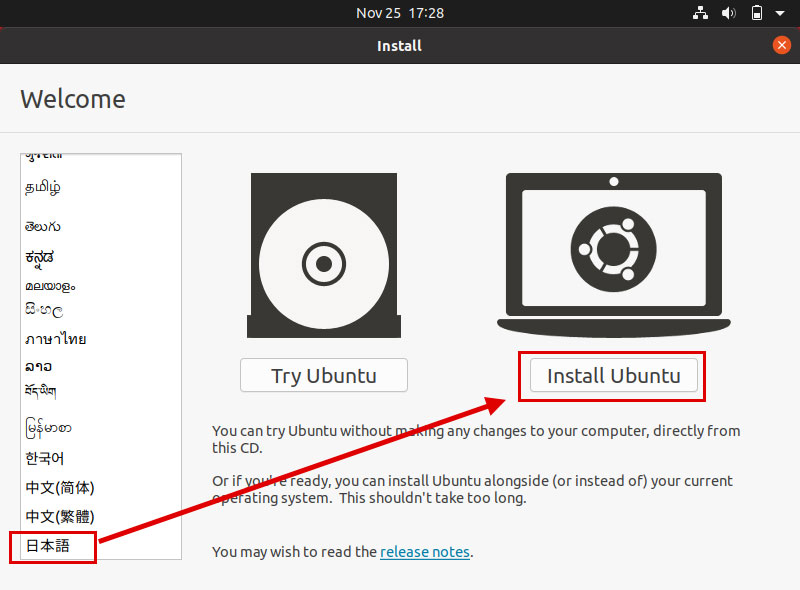 Nov 25 17:28
Install
Welcome
தமிழ்
తెలుగు
ಕನ್ನಡ
മലയാളം
සිංහල
ภาษาไทย
ລາວ
བོད་ཡིག
မြန်မာစာ
한국어
中文(简体)
中文(繁體)
日本語
Try Ubuntu
Install Ubuntu
You can try Ubuntu without making any changes to your computer, directly from
this CD.
Or if you're ready, you can install Ubuntu alongside (or instead of) your current
operating system. This shouldn't take too long.
You may wish to read the release notes.